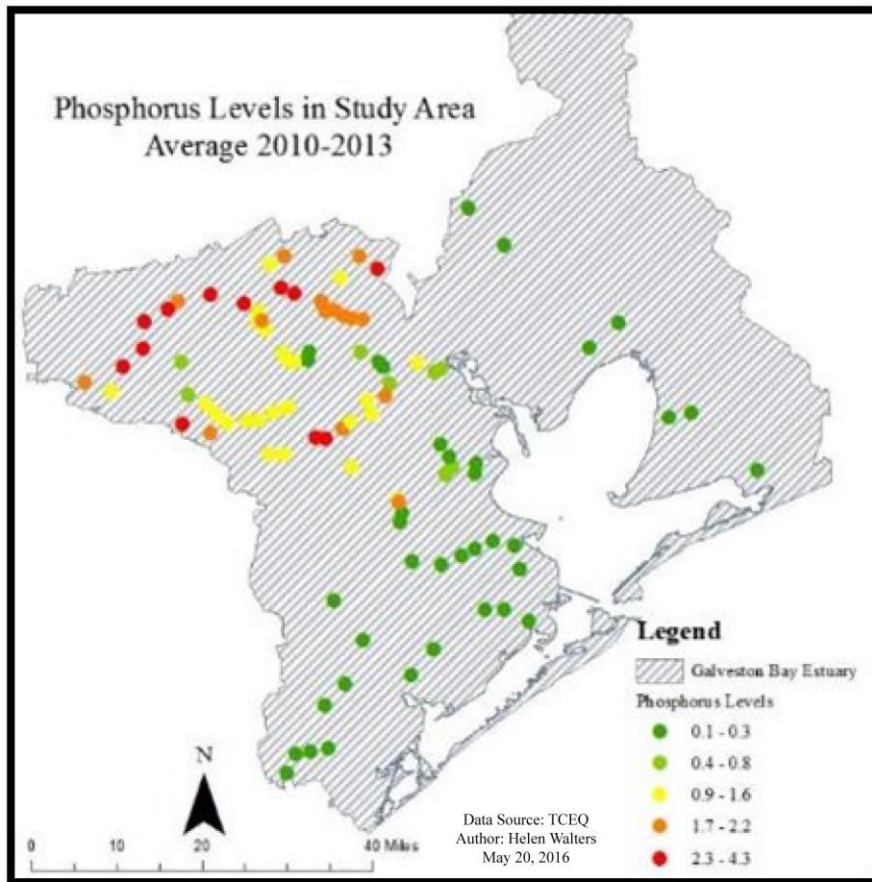 Phosphorus Levels in Study Area
Average 2010-2013
Legend
Galveston Bay Estuary
Phosphorus Levels
0.1 - 0.3
0.4 - 0.8
0.9 - 1.6
1.7 - 2.2
2.3 - 4.3
N
0 10 20 40 Miles
Data Source: TCEQ
Author: Helen Walters
May 20, 2016